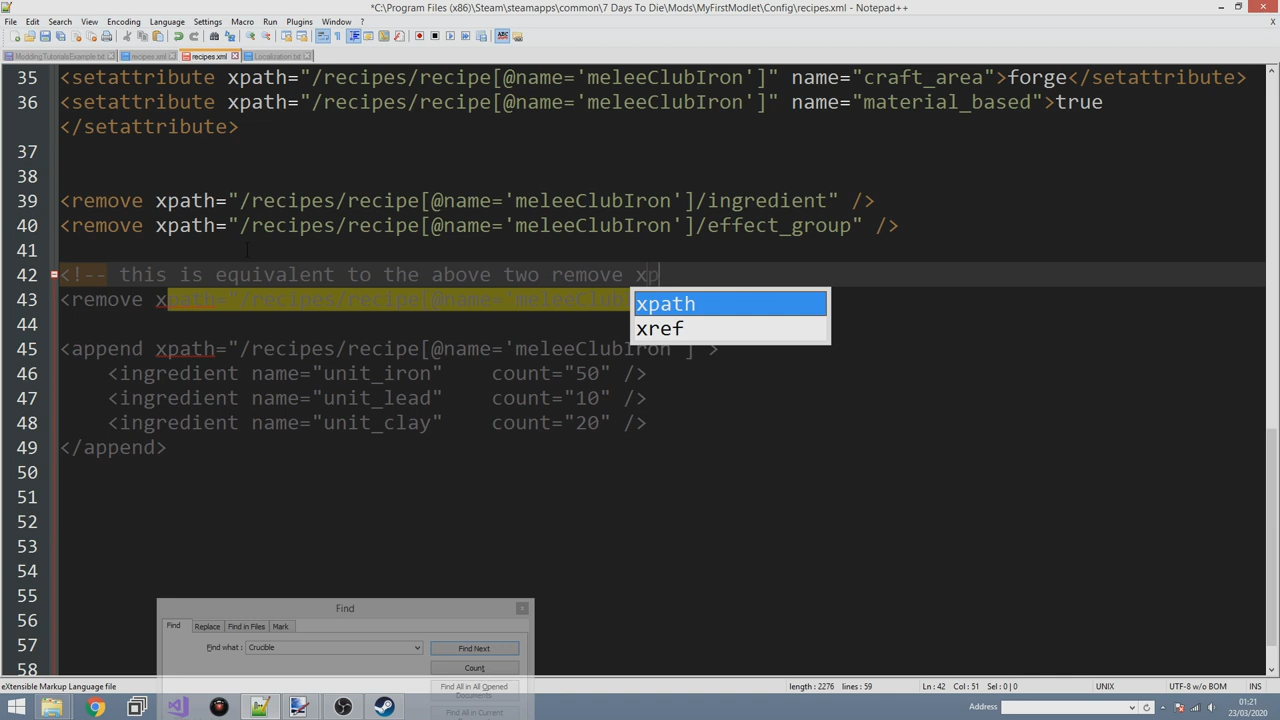 *C:\Program Files (x86)\Steam\steamapps\common\7 Days To Die\Mods\MyFirstModlet\Config\recipes.xml - Notepad++
File Edit Search View Encoding Language Settings Macro Run Plugins Window ? X
ModdingTutorialsExample.txt recipes.xml recipes.xml Localization.txt
35 <setattribute xpath="/recipes/recipe[@name='meleeClubIron']" name="craft_area">forge</setattribute>
36 <setattribute xpath="/recipes/recipe[@name='meleeClubIron']" name="material_based">true
</setattribute>
37
38
39 <remove xpath="/recipes/recipe[@name='meleeClubIron']/ingredient" />
40 <remove xpath="/recipes/recipe[@name='meleeClubIron']/effect_group" />
41
42 <!-- this is equivalent to the above two remove xp
43 <remove xpath="/recipes/recipe[@name='meleeClub
xpath
xref
44
45 <append xpath="/recipes/recipe[@name='meleeClubIron']">
46 <ingredient name="unit_iron" count="50" />
47 <ingredient name="unit_lead" count="10" />
48 <ingredient name="unit_clay" count="20" />
49 </append>
50
51
52
53
54
55
56
57
58
Find
Find Replace Find in Files Mark
Find what : Crucible Find Next
Count
Find All in All Opened
Documents
Find All in Current
eXtensible Markup Language file length : 2276 lines : 59 Ln : 42 Col : 51 Sel : 0 | 0 UNIX UTF-8 w/o BOM INS
Address 01:21
23/03/2020